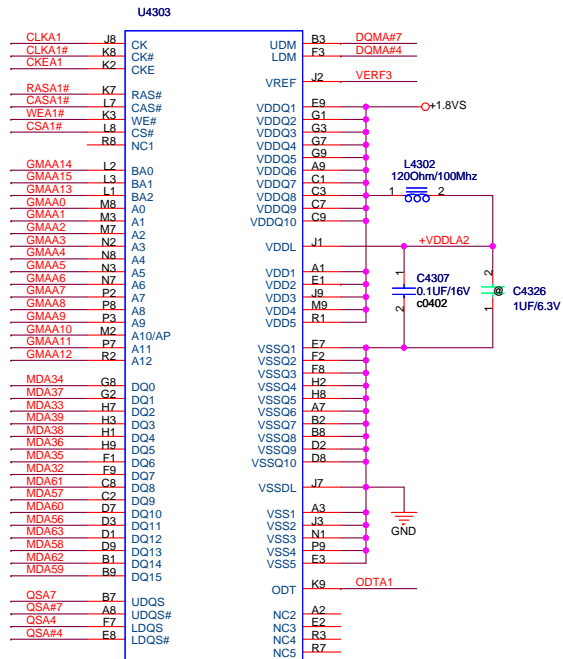 U4303
CLKA1 J8 CK UDM B3 DQMA#7
CLKA1# K8 CK# LDM F3 DQMA#4
CKEA1 K2 CKE
VREF J2 VERF3
RASA1# K7 RAS#
CASA1# L7 CAS# VDDQ1 E9 +1.8VS
WEA1# K3 WE# VDDQ2 G1
CSA1# L8 CS# VDDQ3 G3
R8 NC1 VDDQ4 G7
VDDQ5 G9
GMAA14 L2 BA0 VDDQ6 A9 L4302
GMAA15 L3 BA1 VDDQ7 C1 120Ohm/100Mhz
GMAA13 L1 BA2 VDDQ8 C3 1 2
GMAA0 M8 A0 VDDQ9 C7
GMAA1 M3 A1 VDDQ10 C9
GMAA2 M7 A2
GMAA3 N2 A3 VDDL J1 +VDDLA2
GMAA4 N8 A4
GMAA5 N3 A5 VDD1 A1 1 2
GMAA6 N7 A6 VDD2 E1 C4307
GMAA7 P2 A7 VDD3 J9 0.1UF/16V @ C4326
GMAA8 P8 A8 VDD4 M9 c0402 1UF/6.3V
GMAA9 P3 A9 VDD5 R1 2 1
GMAA10 M2 A10/AP
GMAA11 P7 A11 VSSQ1 E7
GMAA12 R2 A12 VSSQ2 F2
VSSQ3 F8
MDA34 G8 DQ0 VSSQ4 H2
MDA37 G2 DQ1 VSSQ5 H8
MDA33 H7 DQ2 VSSQ6 A7
MDA39 H3 DQ3 VSSQ7 B2
MDA38 H1 DQ4 VSSQ8 B8
MDA36 H9 DQ5 VSSQ9 D2
MDA35 F1 DQ6 VSSQ10 D8
MDA32 F9 DQ7
MDA61 C8 DQ8 VSSDL J7
MDA57 C2 DQ9
MDA60 D7 DQ10 VSS1 A3
MDA56 D3 DQ11 VSS2 J3 GND
MDA63 D1 DQ12 VSS3 N1
MDA58 D9 DQ13 VSS4 P9
MDA62 B1 DQ14 VSS5 E3
MDA59 B9 DQ15
ODT K9 ODTA1
QSA7 B7 UDQS
QSA#7 A8 UDQS# NC2 A2
QSA4 F7 LDQS NC3 E2
QSA#4 E8 LDQS# NC4 R3
NC5 R7